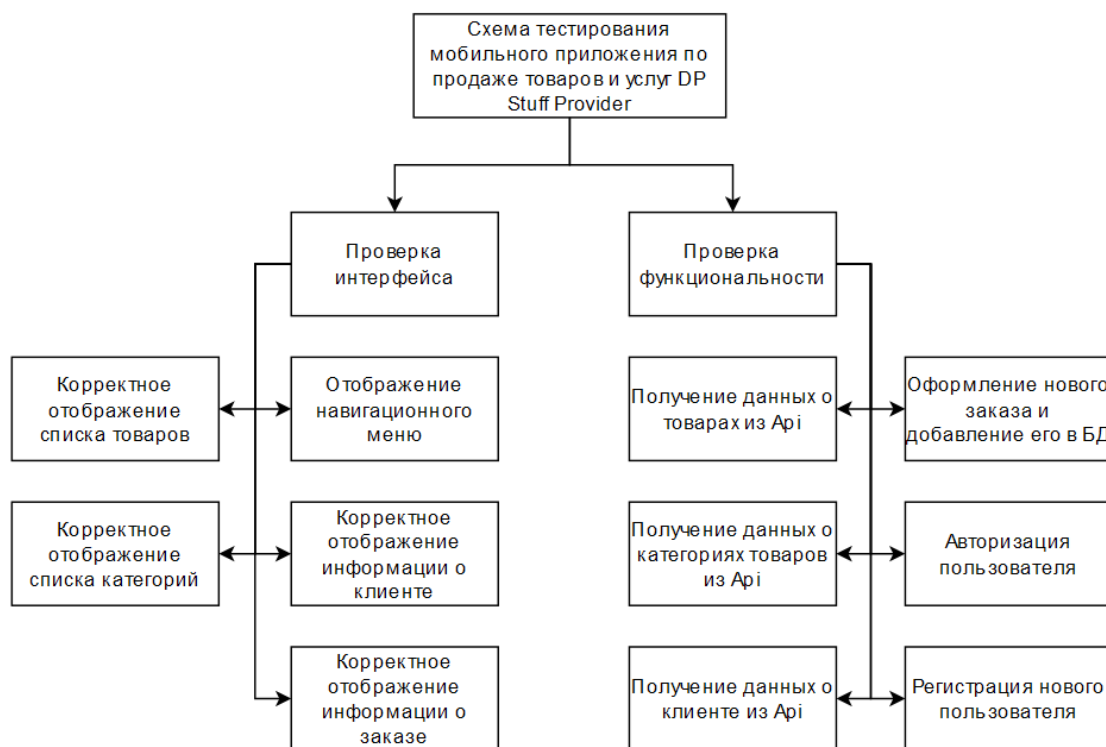 Схема тестирования
мобильного приложения по
продаже товаров и услуг DP
Stuff Provider
Проверка
интерфейса
Проверка
функциональности
Корректное
отображение
списка товаров
Отображение
навигационного
меню
Получение данных о
товарах из Api
Оформление нового
заказа и
добавление его в БД
Корректное
отображение
списка категорий
Корректное
отображение
информации о
клиенте
Получение данных о
категориях товаров
из Api
Авторизация
пользователя
Корректное
отображение
информации о
заказе
Получение данных о
клиенте из Api
Регистрация нового
пользователя